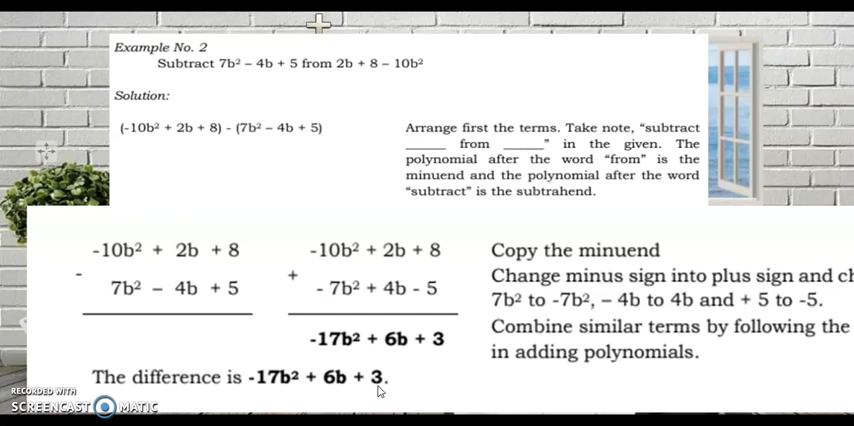 Example No. 2
Subtract 7b² – 4b + 5 from 2b + 8 – 10b²
Solution:
(-10b² + 2b + 8) - (7b² – 4b + 5)
Arrange first the terms. Take note, “subtract
_____ from _____” in the given. The
polynomial after the word “from” is the
minuend and the polynomial after the word
“subtract” is the subtrahend.
-10b² + 2b + 8
- 7b² – 4b + 5
-10b² + 2b + 8
+ - 7b² + 4b - 5
-17b² + 6b + 3
Copy the minuend
Change minus sign into plus sign and
7b² to -7b², – 4b to 4b and + 5 to -5.
Combine similar terms by following the
in adding polynomials.
The difference is -17b² + 6b + 3.
RECORDED WITH
SCREENCAST MATIC